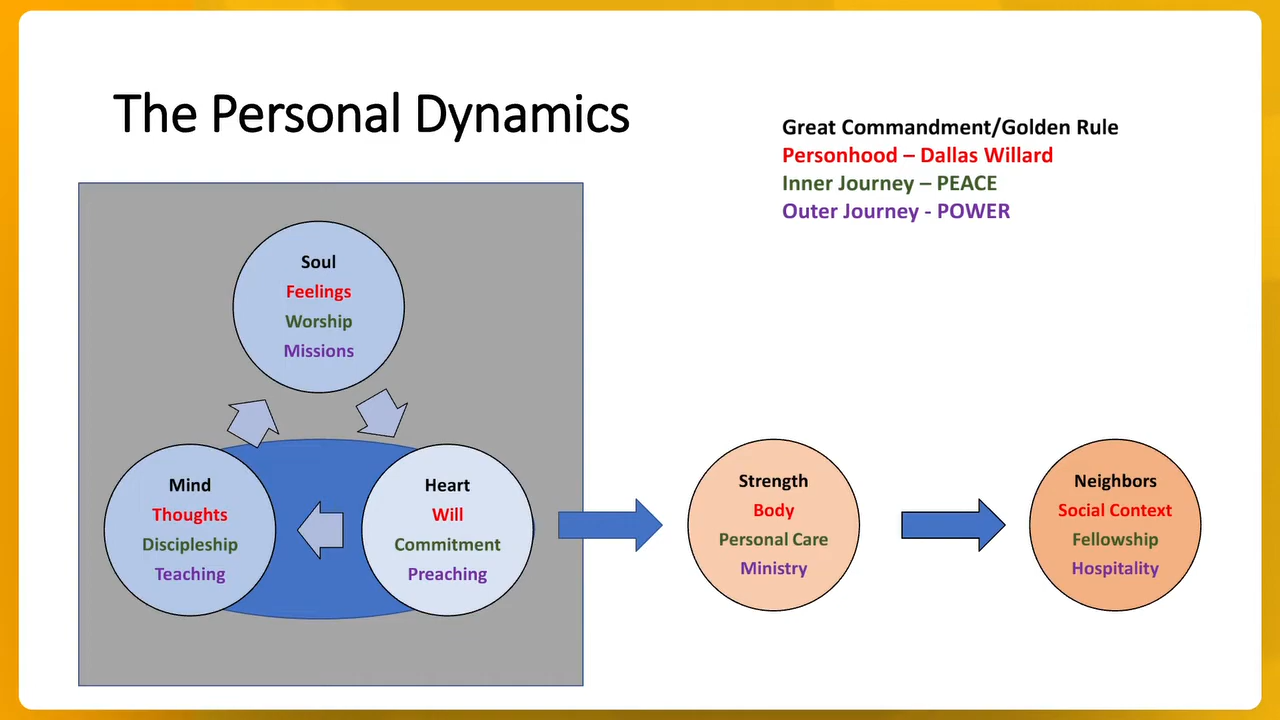 The Personal Dynamics
Great Commandment/Golden Rule
Personhood – Dallas Willard
Inner Journey – PEACE
Outer Journey - POWER
Soul
Feelings
Worship
Missions
Mind
Thoughts
Discipleship
Teaching
Heart
Will
Commitment
Preaching
Strength
Body
Personal Care
Ministry
Neighbors
Social Context
Fellowship
Hospitality